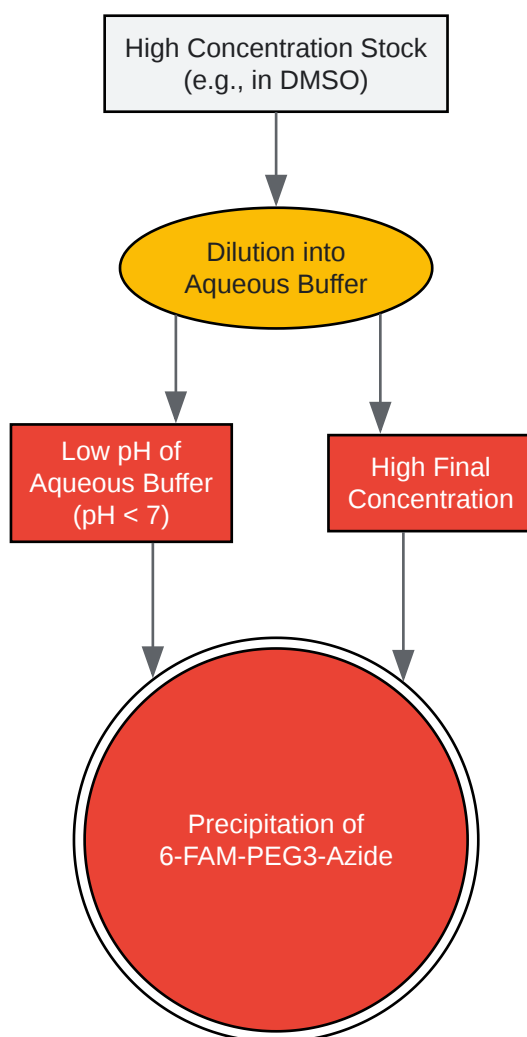 High Concentration Stock
(e.g., in DMSO)
Dilution into
Aqueous Buffer
Low pH of
Aqueous Buffer
(pH < 7)
High Final
Concentration
Precipitation of
6-FAM-PEG3-Azide